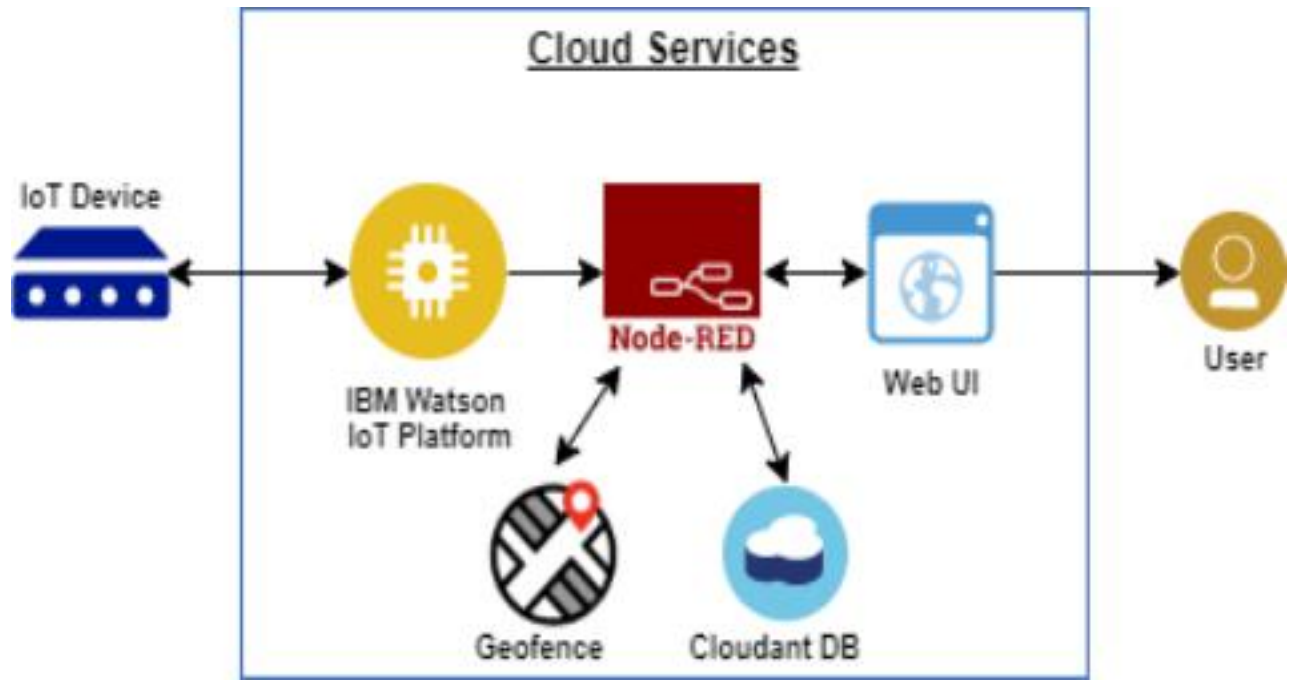 Cloud Services
IoT Device
Node-RED
IBM Watson
IoT Platform
Web UI
User
Geofence
Cloudant DB